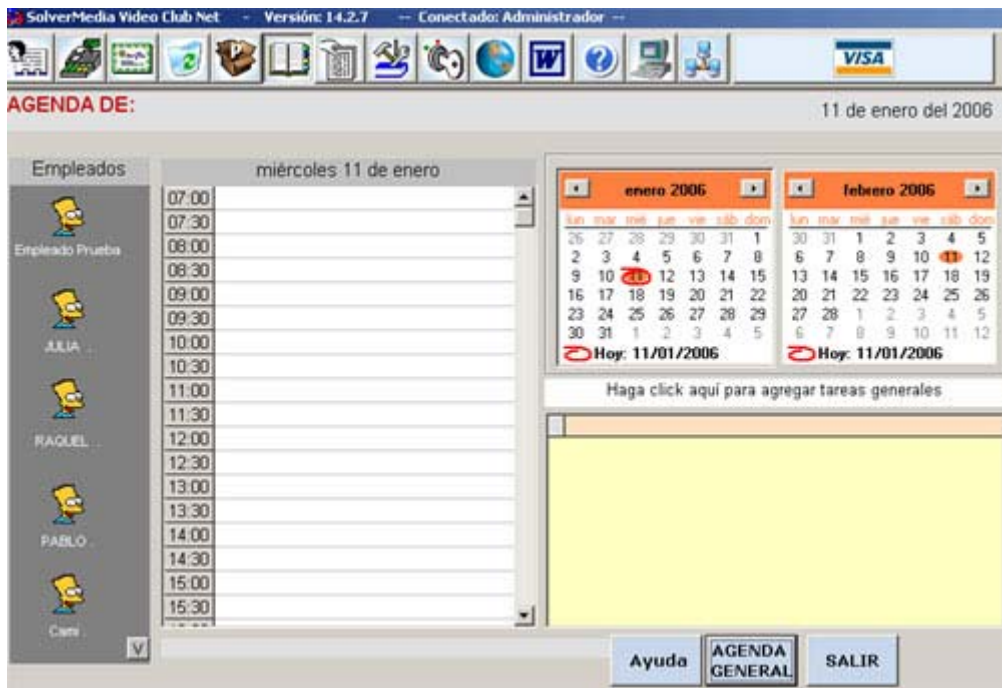 SolverMedia Video Club Net - Versión: 14.2.7 -- Conectado: Administrador --
VISA
AGENDA DE:
11 de enero del 2006
Empleados
Empleado Prueba
JULIA ..
RAQUEL ..
PABLO .
Cami .
V
miércoles 11 de enero
07:00
07:30
08:00
08:30
09:00
09:30
10:00
10:30
11:00
11:30
12:00
12:30
13:00
13:30
14:00
14:30
15:00
15:30
enero 2006
lun mar mié jue vie sáb dom
26 27 28 29 30 31 1
2 3 4 5 6 7 8
9 10 11 12 13 14 15
16 17 18 19 20 21 22
23 24 25 26 27 28 29
30 31 1 2 3 4 5
Hoy: 11/01/2006
febrero 2006
lun mar mié jue vie sáb dom
30 31 1 2 3 4 5
6 7 8 9 10 11 12
13 14 15 16 17 18 19
20 21 22 23 24 25 26
27 28 1 2 3 4 5
6 7 8 9 10 11 12
Hoy: 11/01/2006
Haga click aquí para agregar tareas generales
Ayuda
AGENDA
GENERAL
SALIR